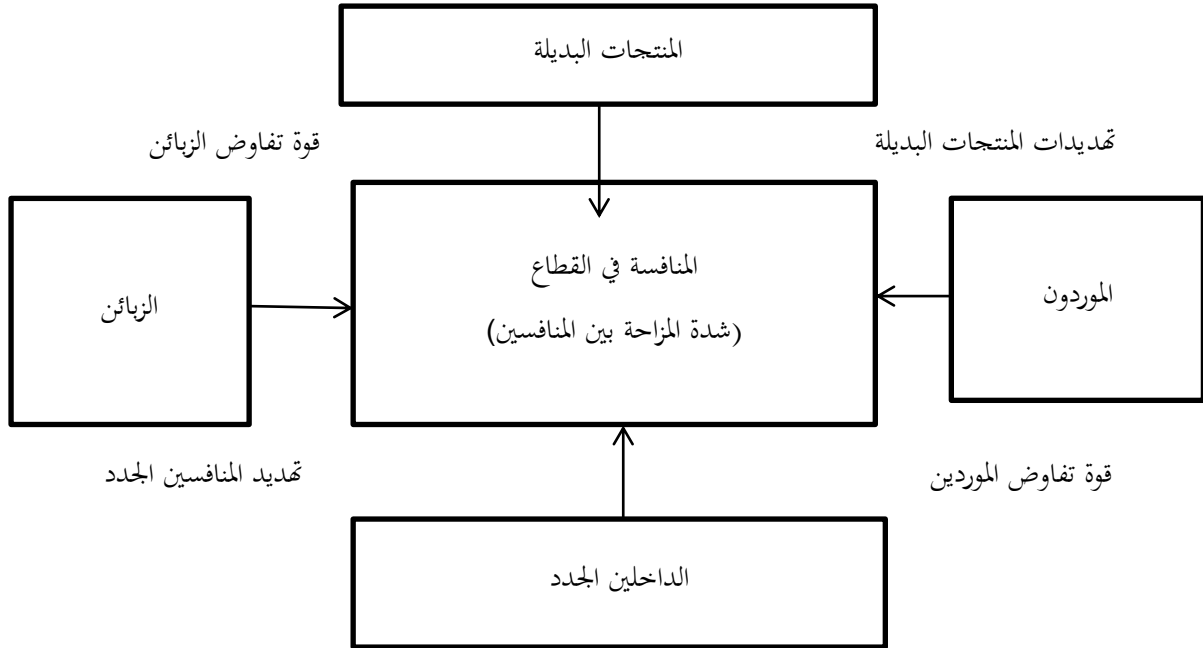 المنتجات البديلة
تهديدات المنتجات البديلة
قوة تفاوض الزبائن
الموردون
المنافسة في القطاع
(شدة المزاحة بين المنافسين)
الزبائن
قوة تفاوض الموردين
تهديد المنافسين الجدد
الداخلين الجدد